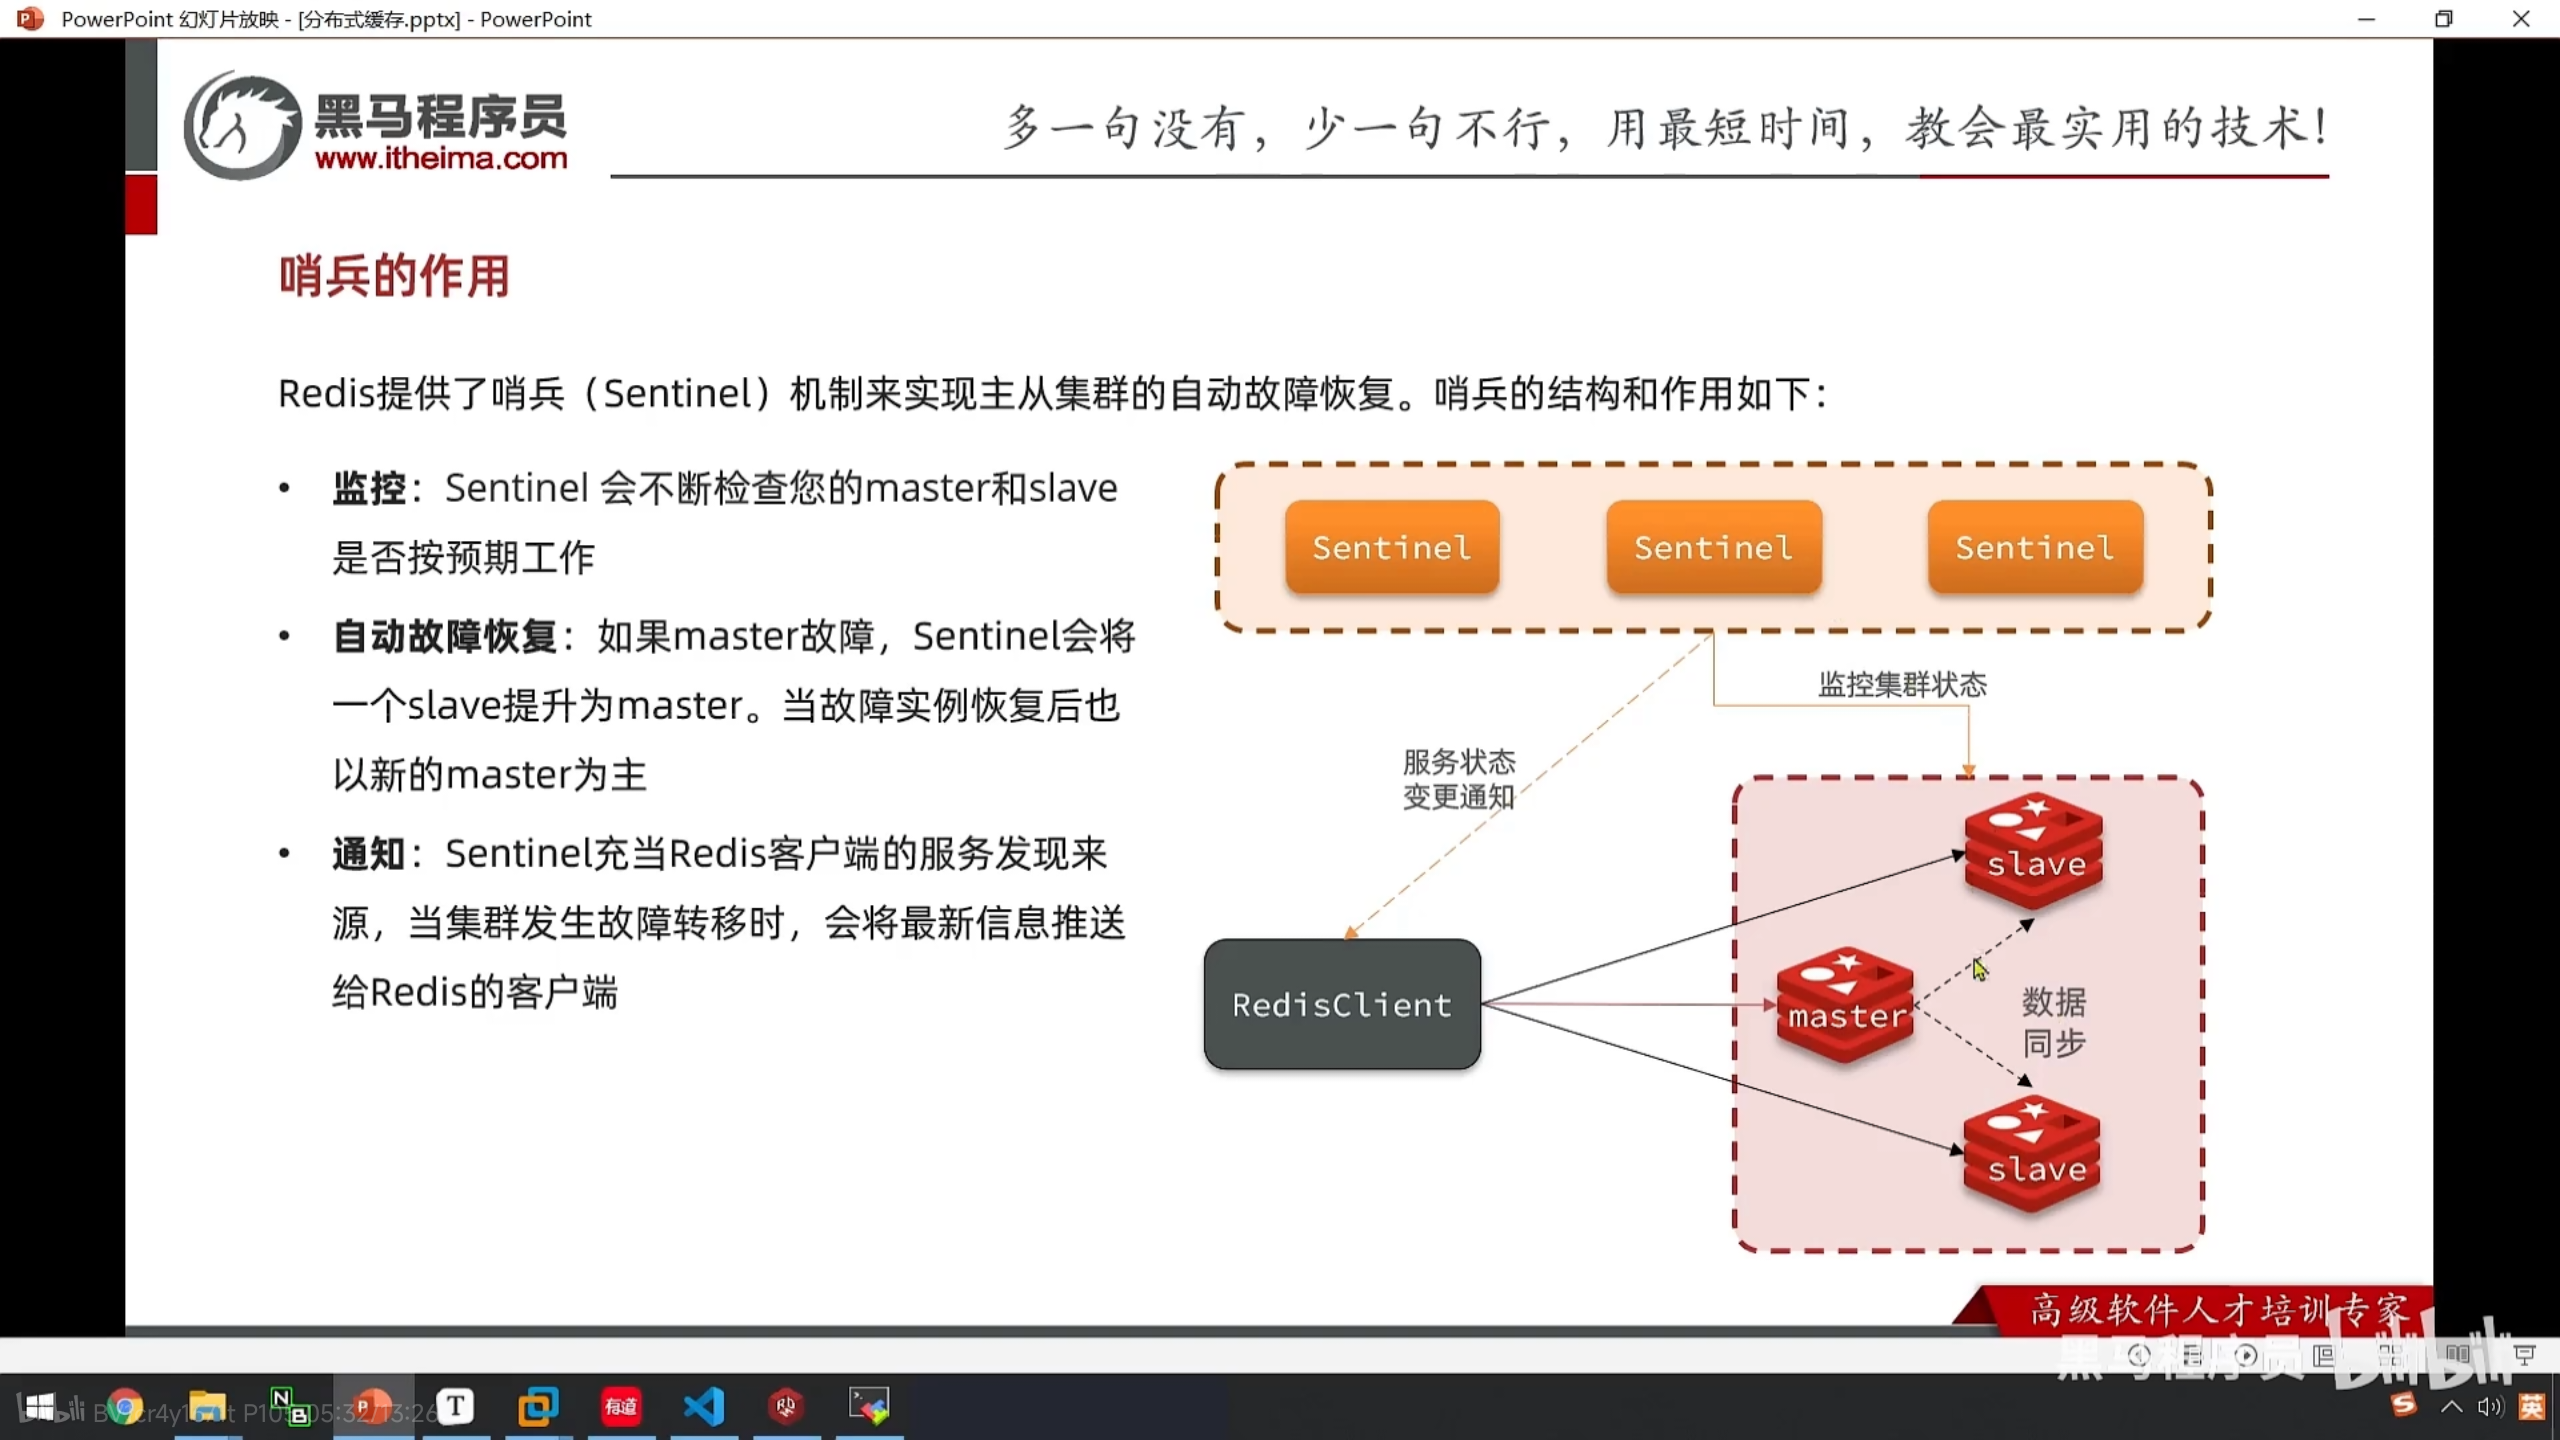 PowerPoint 幻灯片放映 - [分布式缓存.pptx] - PowerPoint
黑马程序员
www.itheima.com
多一句没有，少一句不行，用最短时间，教会最实用的技术！
哨兵的作用
Redis提供了哨兵（Sentinel）机制来实现主从集群的自动故障恢复。哨兵的结构和作用如下：
• 监控：Sentinel 会不断检查您的master和slave
是否按预期工作
• 自动故障恢复：如果master故障，Sentinel会将
一个slave提升为master。当故障实例恢复后也
以新的master为主
• 通知：Sentinel充当Redis客户端的服务发现来
源，当集群发生故障转移时，会将最新信息推送
给Redis的客户端
Sentinel
Sentinel
Sentinel
监控集群状态
服务状态
变更通知
slave
RedisClient
master
数据
同步
slave
高级软件人才培训专家
黑马程序员
bilibili
有道
英